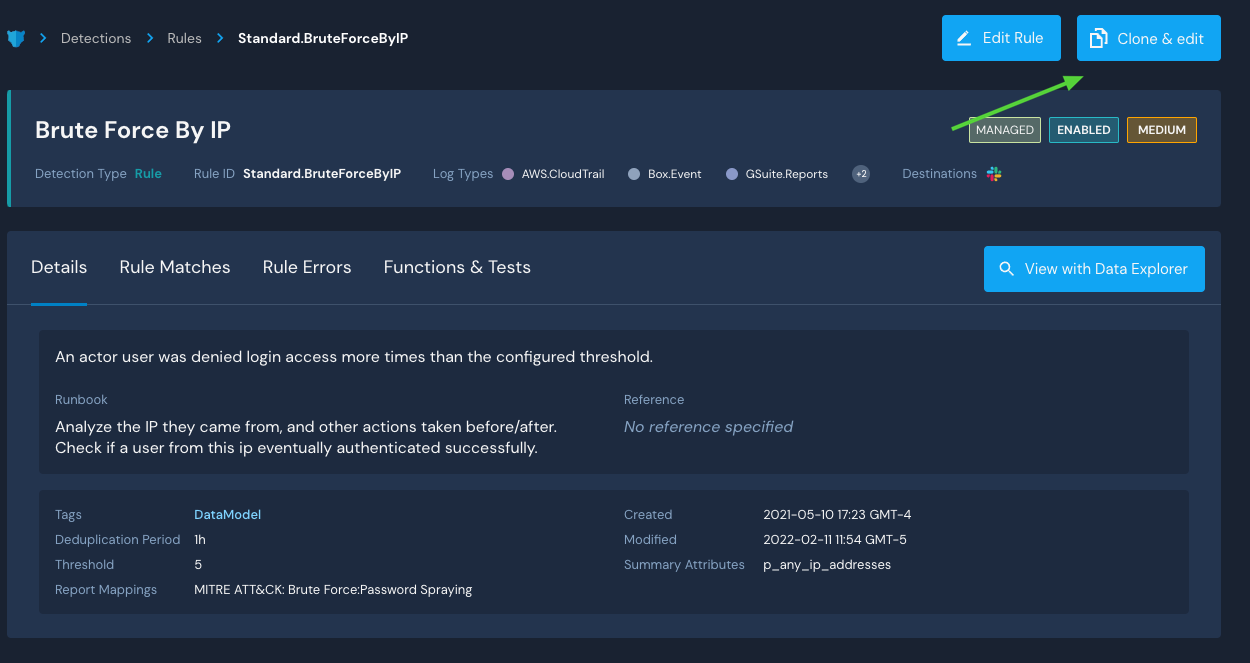 Detections Rules Standard.BruteForceByIP
Edit Rule
Clone & edit
Brute Force By IP
MANAGED
ENABLED
MEDIUM
Detection Type Rule
Rule ID Standard.BruteForceByIP
Log Types AWS.CloudTrail Box.Event GSuite.Reports +2
Destinations
Details Rule Matches Rule Errors Functions & Tests
View with Data Explorer
An actor user was denied login access more times than the configured threshold.
Runbook
Analyze the IP they came from, and other actions taken before/after.
Check if a user from this ip eventually authenticated successfully.
Reference
No reference specified
Tags DataModel
Deduplication Period 1h
Threshold 5
Report Mappings MITRE ATT&CK: Brute Force:Password Spraying
Created 2021-05-10 17:23 GMT-4
Modified 2022-02-11 11:54 GMT-5
Summary Attributes p_any_ip_addresses